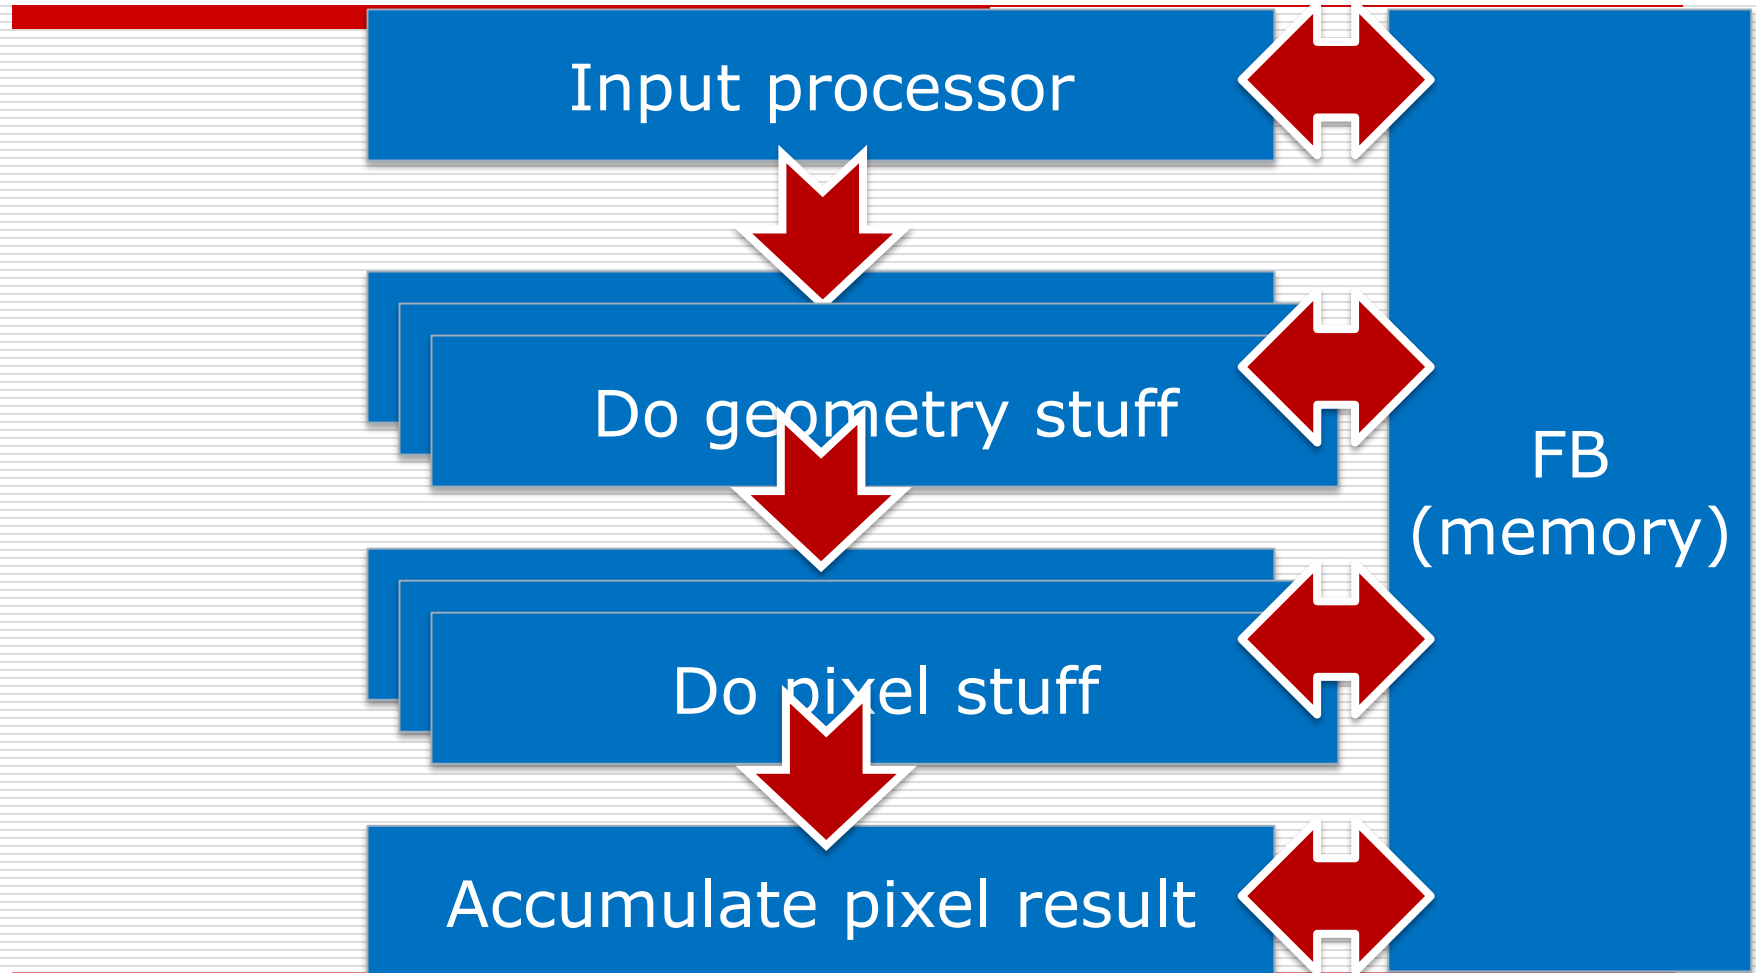 Input processor
Do geometry stuff
FB
(memory)
Do pixel stuff
Accumulate pixel result